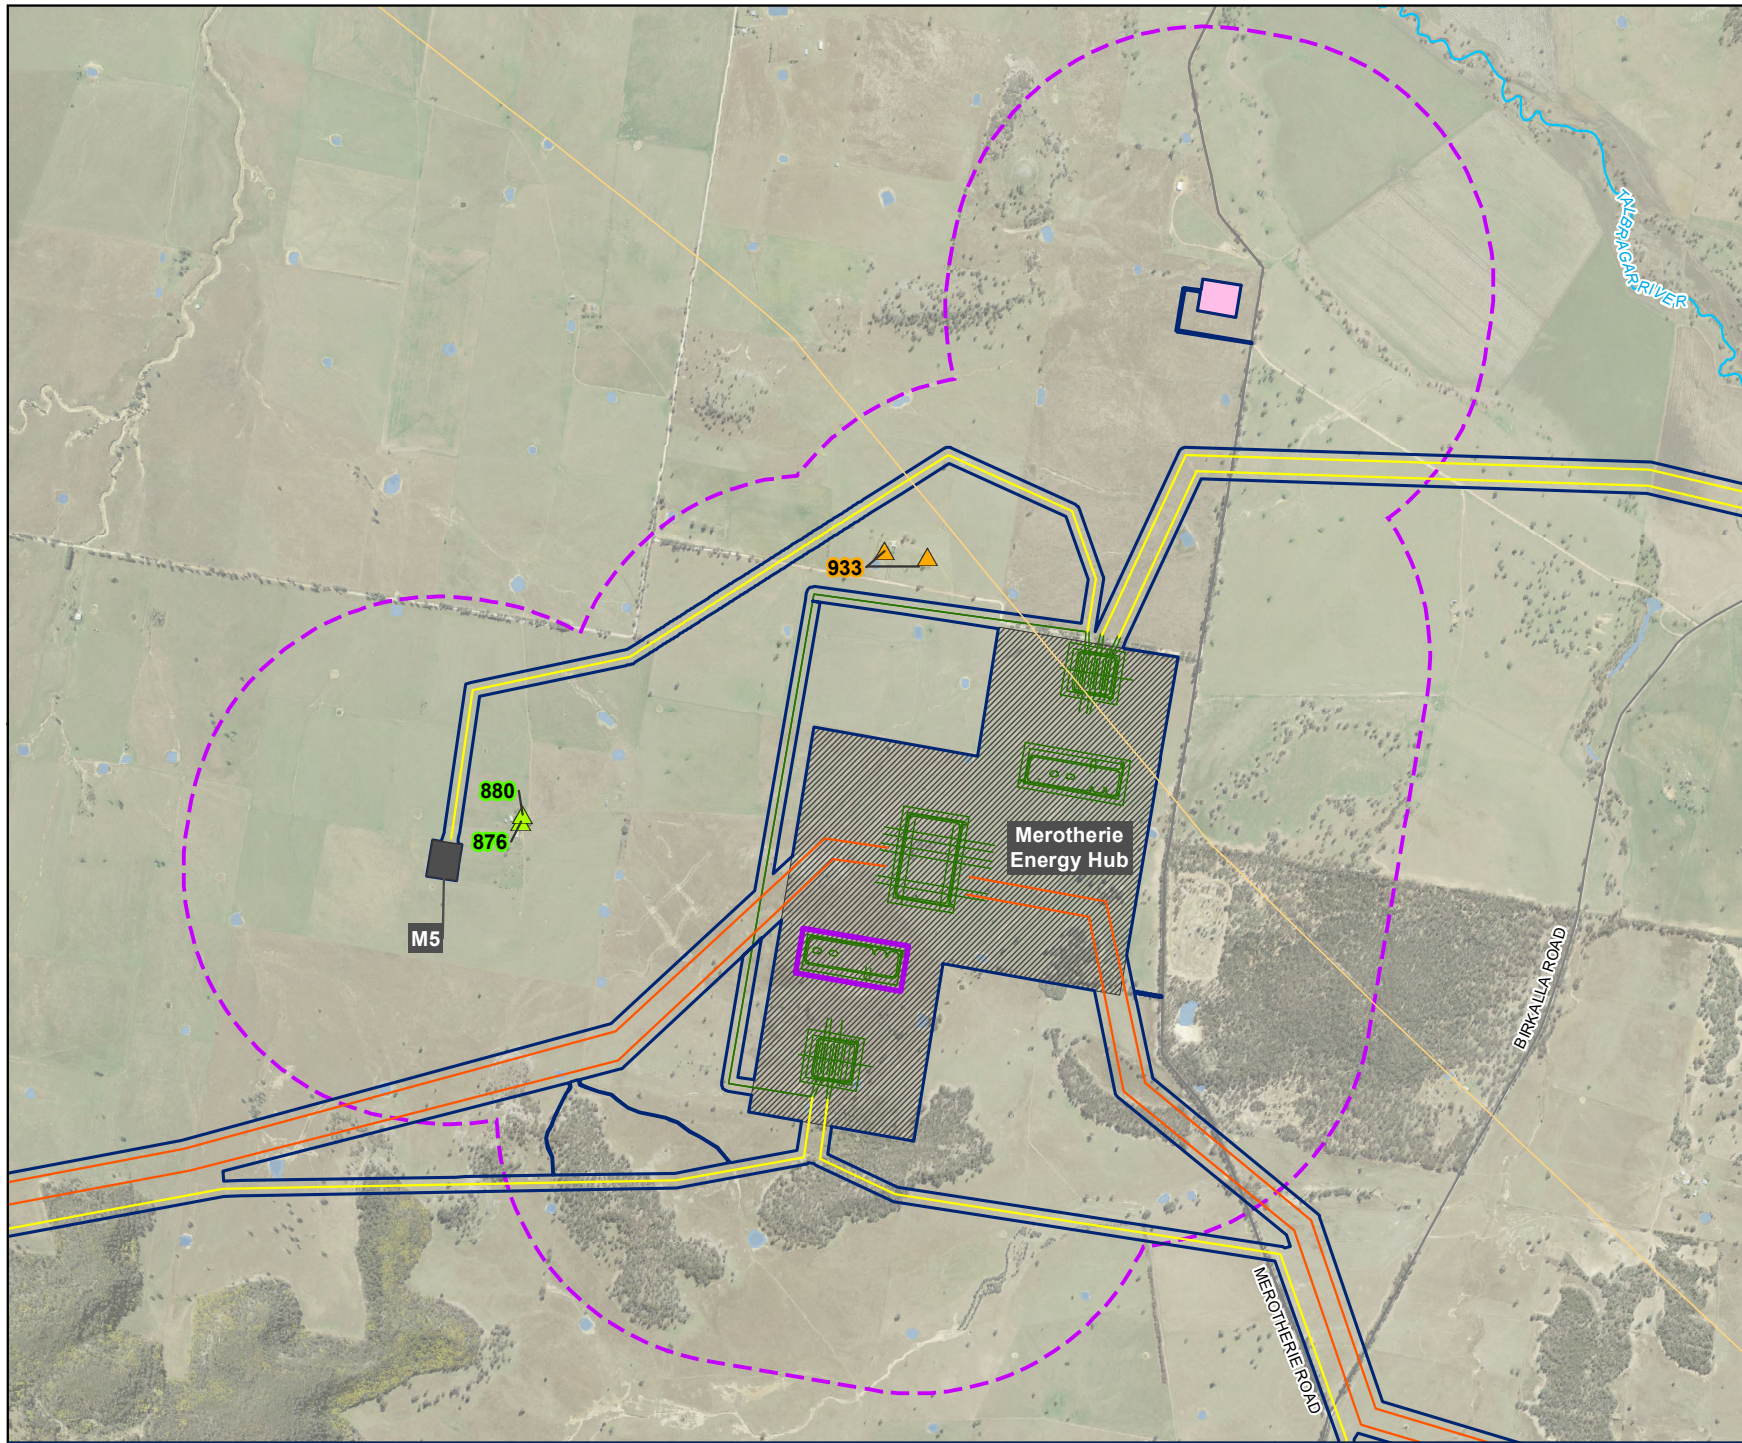 TALBRAGAR RIVER
933
880
876
Merotherie
Energy Hub
M5
BIRKALLA ROAD
MEROTHERIE ROAD